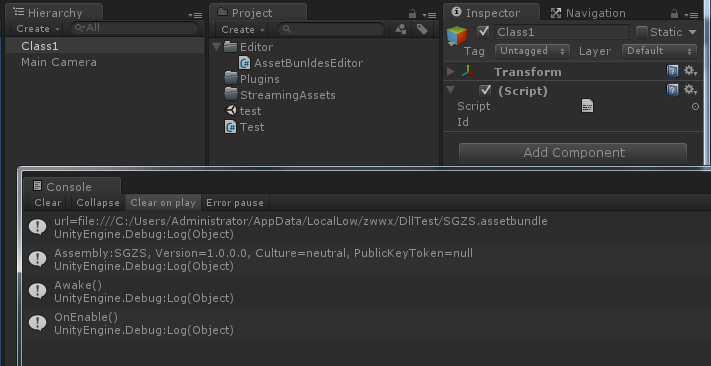 Hierarchy
Create
All
Class1
Main Camera
Project
Create
Editor
AssetBunldesEditor
Plugins
StreamingAssets
test
Test
Inspector
Navigation
Class1
Static
Tag Untagged Layer Default
Transform
(Script)
Script
Id
Add Component
Console
Clear Collapse Clear on play Error pause
url=file:///C:/Users/Administrator/AppData/LocalLow/zwwx/DllTest/SGZS.assetbundle
UnityEngine.Debug:Log(Object)
Assembly:SGZS, Version=1.0.0.0, Culture=neutral, PublicKeyToken=null
UnityEngine.Debug:Log(Object)
Awake()
UnityEngine.Debug:Log(Object)
OnEnable()
UnityEngine.Debug:Log(Object)